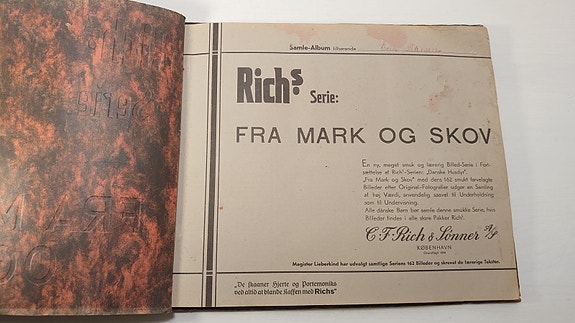 Samle-Album tilhørende
Richs
Serie:
FRA MARK OG SKOV
En ny, meget smuk og lærerig Billed-Serie i Fort-
sættelse af Rich's-Serien: „Danske Husdyr".
„Fra Mark og Skov" med dens 162 smukt farvelagte
Billeder efter Original-Fotografier udgør en Samling
af høj Værdi, anvendelig saavel til Underholdning
som til Undervisning.
Alle danske Børn bør samle denne smukke Serie, hvis
Billeder findes i alle store Pakker Rich'.
C.F. Rich & Sönner A/S
KØBENHAVN
Magister Lieberkind har udvalgt samtlige Seriens 162 Billeder og skrevet de lærerige Tekster.
„De skaaner Hjerte og Portemonnæ
ved altid at blande Kaffen med Richs"